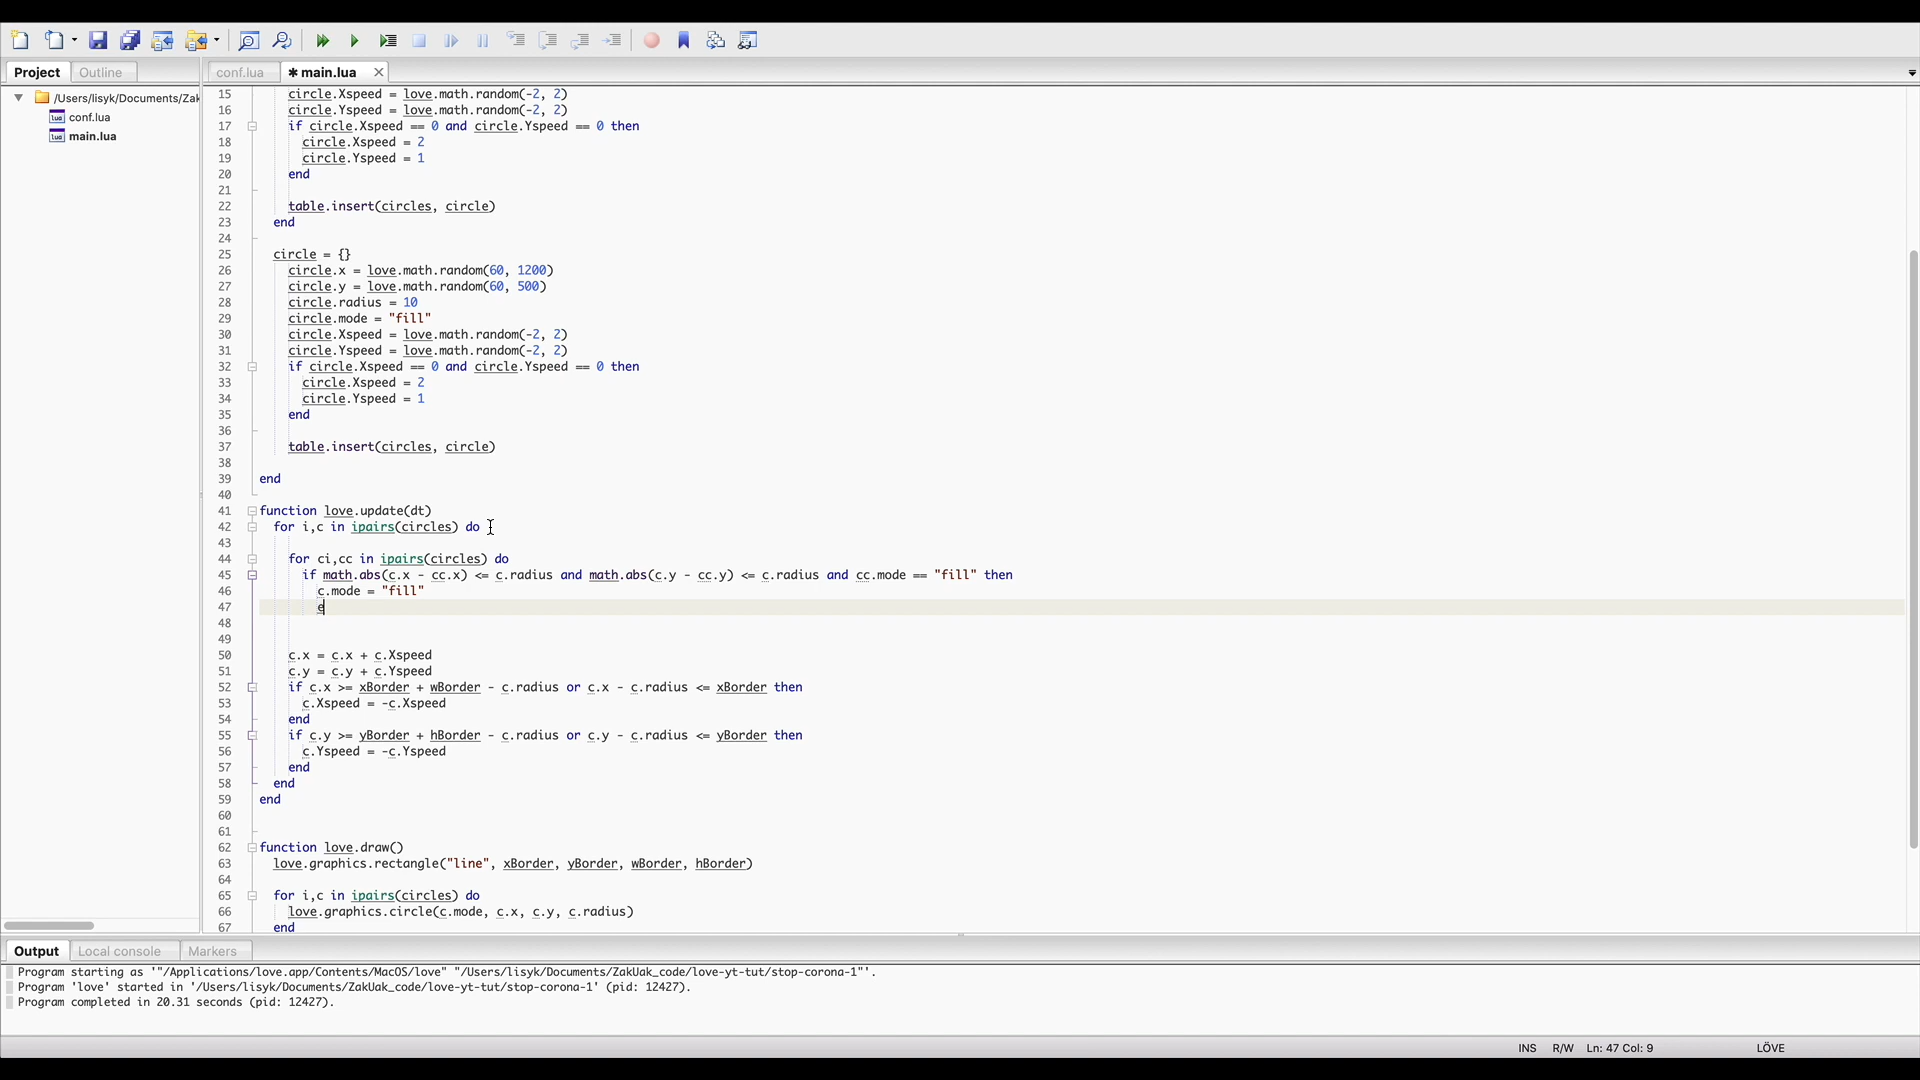 Project
Outline
conf.lua
✱ main.lua
/Users/lisyk/Documents/Zak
conf.lua
main.lua
15 circle.Xspeed = love.math.random(-2, 2)
16 circle.Yspeed = love.math.random(-2, 2)
17 if circle.Xspeed == 0 and circle.Yspeed == 0 then
18 circle.Xspeed = 2
19 circle.Yspeed = 1
20 end
21
22 table.insert(circles, circle)
23 end
24
25 circle = {}
26 circle.x = love.math.random(60, 1200)
27 circle.y = love.math.random(60, 500)
28 circle.radius = 10
29 circle.mode = "fill"
30 circle.Xspeed = love.math.random(-2, 2)
31 circle.Yspeed = love.math.random(-2, 2)
32 if circle.Xspeed == 0 and circle.Yspeed == 0 then
33 circle.Xspeed = 2
34 circle.Yspeed = 1
35 end
36
37 table.insert(circles, circle)
38
39 end
40
41 function love.update(dt)
42 for i,c in ipairs(circles) do
43
44 for ci,cc in ipairs(circles) do
45 if math.abs(c.x - cc.x) <= c.radius and math.abs(c.y - cc.y) <= c.radius and cc.mode == "fill" then
46 c.mode = "fill"
47 e
48
49
50 c.x = c.x + c.Xspeed
51 c.y = c.y + c.Yspeed
52 if c.x >= xBorder + wBorder - c.radius or c.x - c.radius <= xBorder then
53 c.Xspeed = -c.Xspeed
54 end
55 if c.y >= yBorder + hBorder - c.radius or c.y - c.radius <= yBorder then
56 c.Yspeed = -c.Yspeed
57 end
58 end
59 end
60
61
62 function love.draw()
63 love.graphics.rectangle("line", xBorder, yBorder, wBorder, hBorder)
64
65 for i,c in ipairs(circles) do
66 love.graphics.circle(c.mode, c.x, c.y, c.radius)
67 end
Output
Local console
Markers
Program starting as '"/Applications/love.app/Contents/MacOS/love" "/Users/lisyk/Documents/ZakUak_code/love-yt-tut/stop-corona-1"'.
Program 'love' started in '/Users/lisyk/Documents/ZakUak_code/love-yt-tut/stop-corona-1' (pid: 12427).
Program completed in 20.31 seconds (pid: 12427).
INS R/W Ln: 47 Col: 9 LÖVE